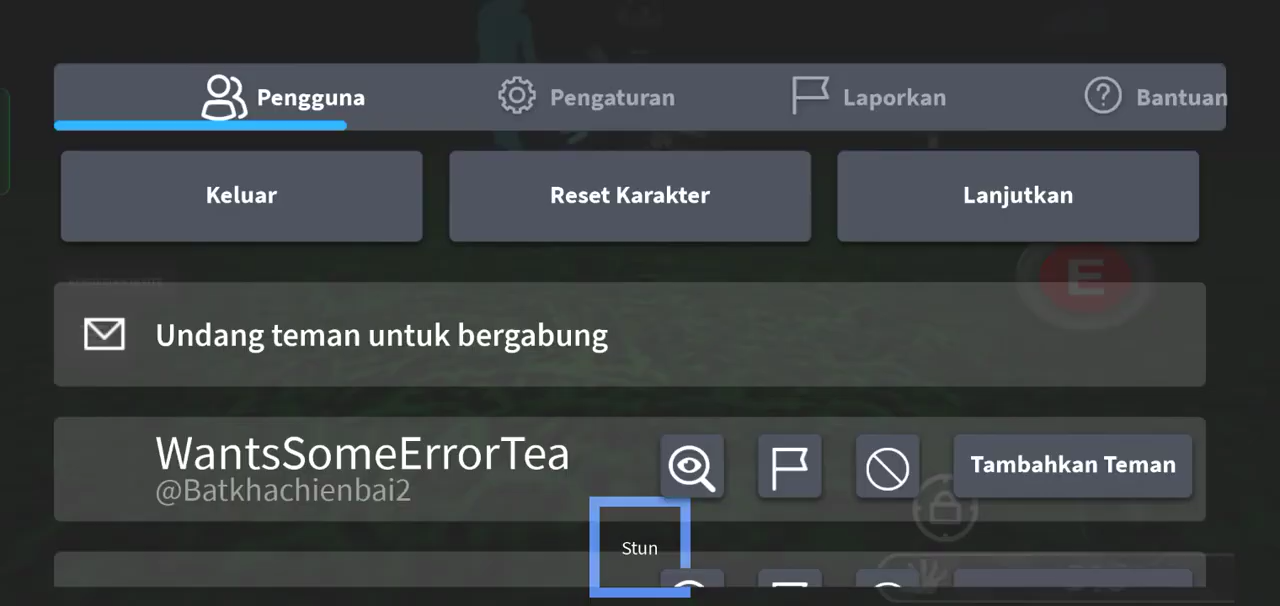 Pengguna
Pengaturan
Laporkan
Bantuan
Keluar
Reset Karakter
Lanjutkan
E
Undang teman untuk bergabung
WantsSomeErrorTea
@Batkhachienbai2
Tambahkan Teman
Stun